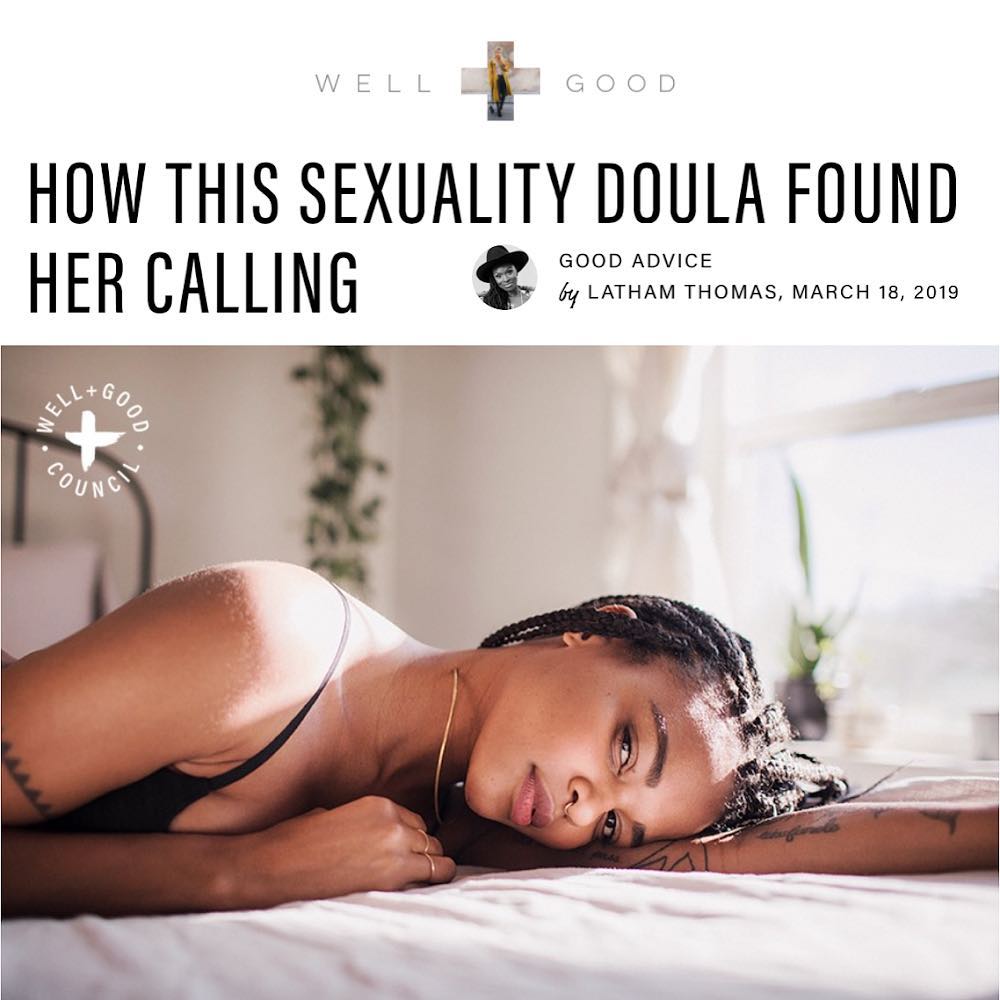 WELL GOOD
HOW THIS SEXUALITY DOULA FOUND
HER CALLING
GOOD ADVICE
by LATHAM THOMAS, MARCH 18, 2019
WELL+GOOD
COUNCIL